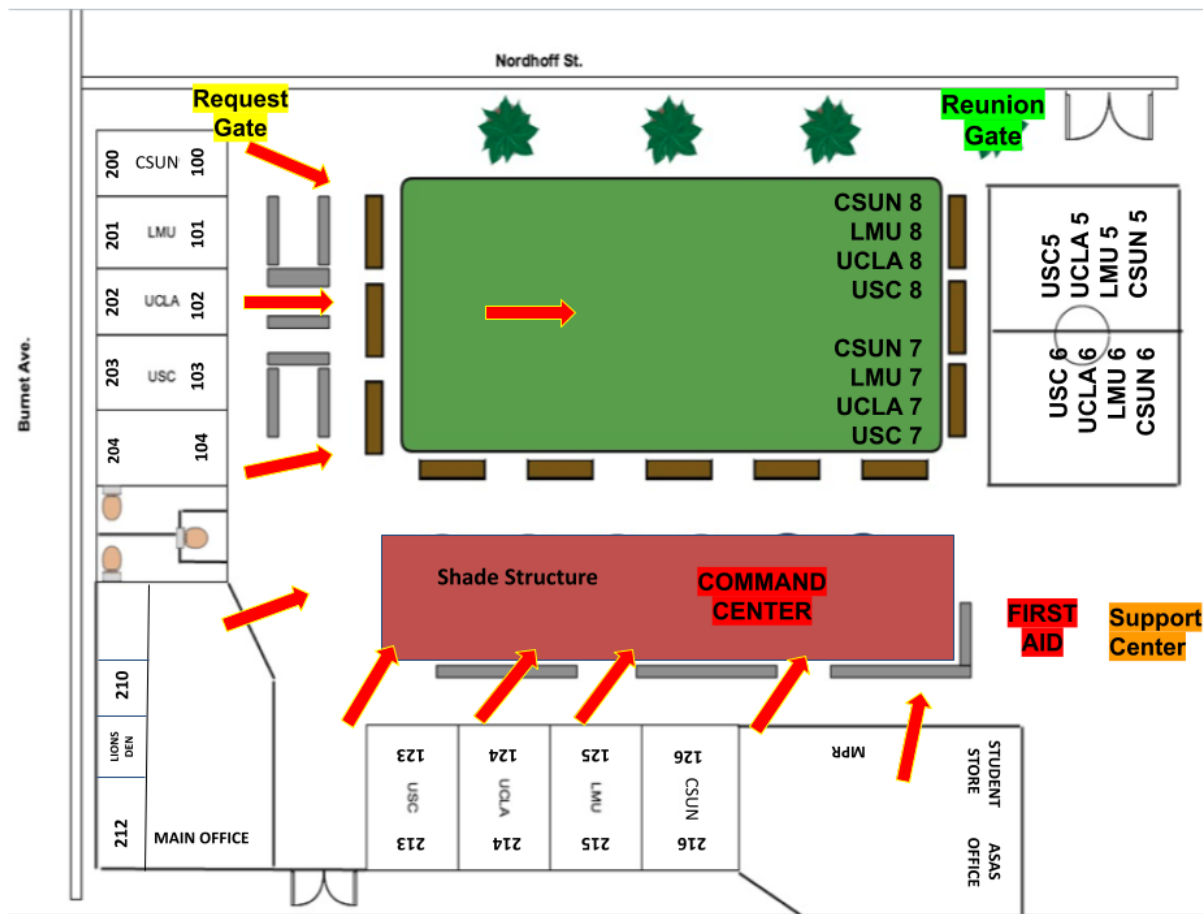 Nordhoff St.
Request
Gate
Reunion
Gate
Burnet Ave.
200 CSUN 100
201 LMU 101
202 UCLA 102
203 USC 103
204 104
CSUN 8
LMU 8
UCLA 8
USC 8
CSUN 7
LMU 7
UCLA 7
USC 7
USC5
UCLA 5
LMU 5
CSUN 5
USC 6
UCLA 6
LMU 6
CSUN 6
Shade Structure
COMMAND
CENTER
FIRST
AID
Support
Center
210
LIONS
DEN
212
MAIN OFFICE
123 USC 213
124 UCLA 214
125 LMU 215
126 CSUN 216
MPR
STUDENT
STORE
ASAS
OFFICE